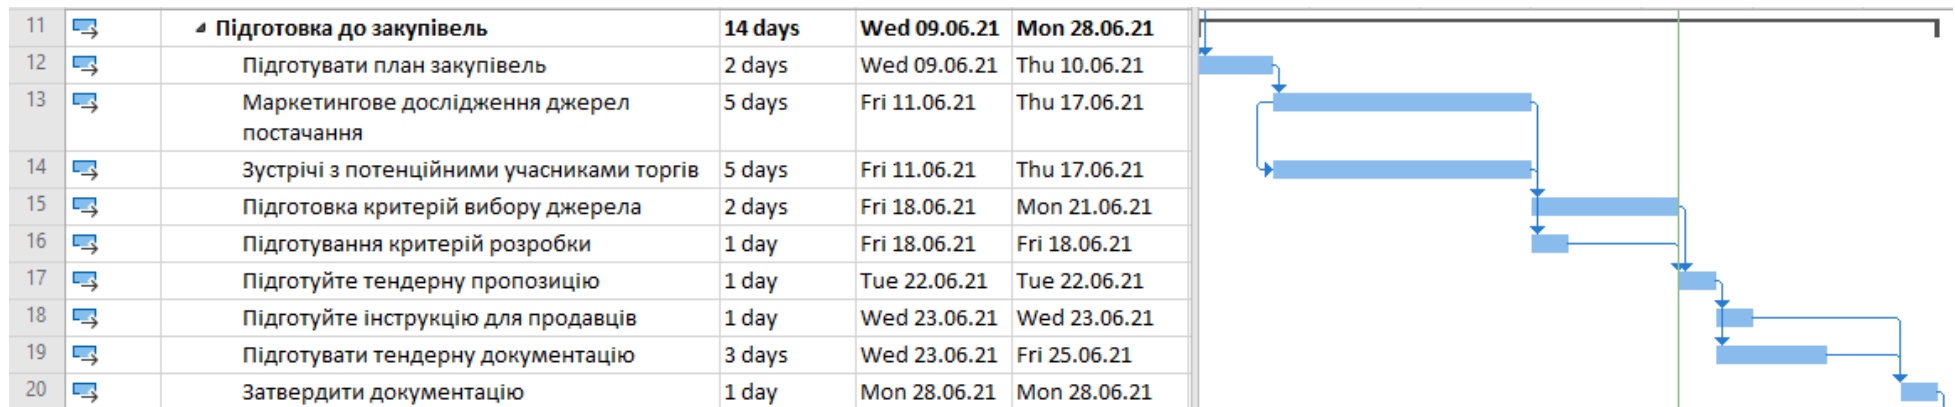 11 Підготовка до закупівель 14 days Wed 09.06.21 Mon 28.06.21
12 Підготувати план закупівель 2 days Wed 09.06.21 Thu 10.06.21
13 Маркетингове дослідження джерел 5 days Fri 11.06.21 Thu 17.06.21
постачання
14 Зустрічі з потенційними учасниками торгів 5 days Fri 11.06.21 Thu 17.06.21
15 Підготовка критерій вибору джерела 2 days Fri 18.06.21 Mon 21.06.21
16 Підготування критерій розробки 1 day Fri 18.06.21 Fri 18.06.21
17 Підготуйте тендерну пропозицію 1 day Tue 22.06.21 Tue 22.06.21
18 Підготуйте інструкцію для продавців 1 day Wed 23.06.21 Wed 23.06.21
19 Підготувати тендерну документацію 3 days Wed 23.06.21 Fri 25.06.21
20 Затвердити документацію 1 day Mon 28.06.21 Mon 28.06.21